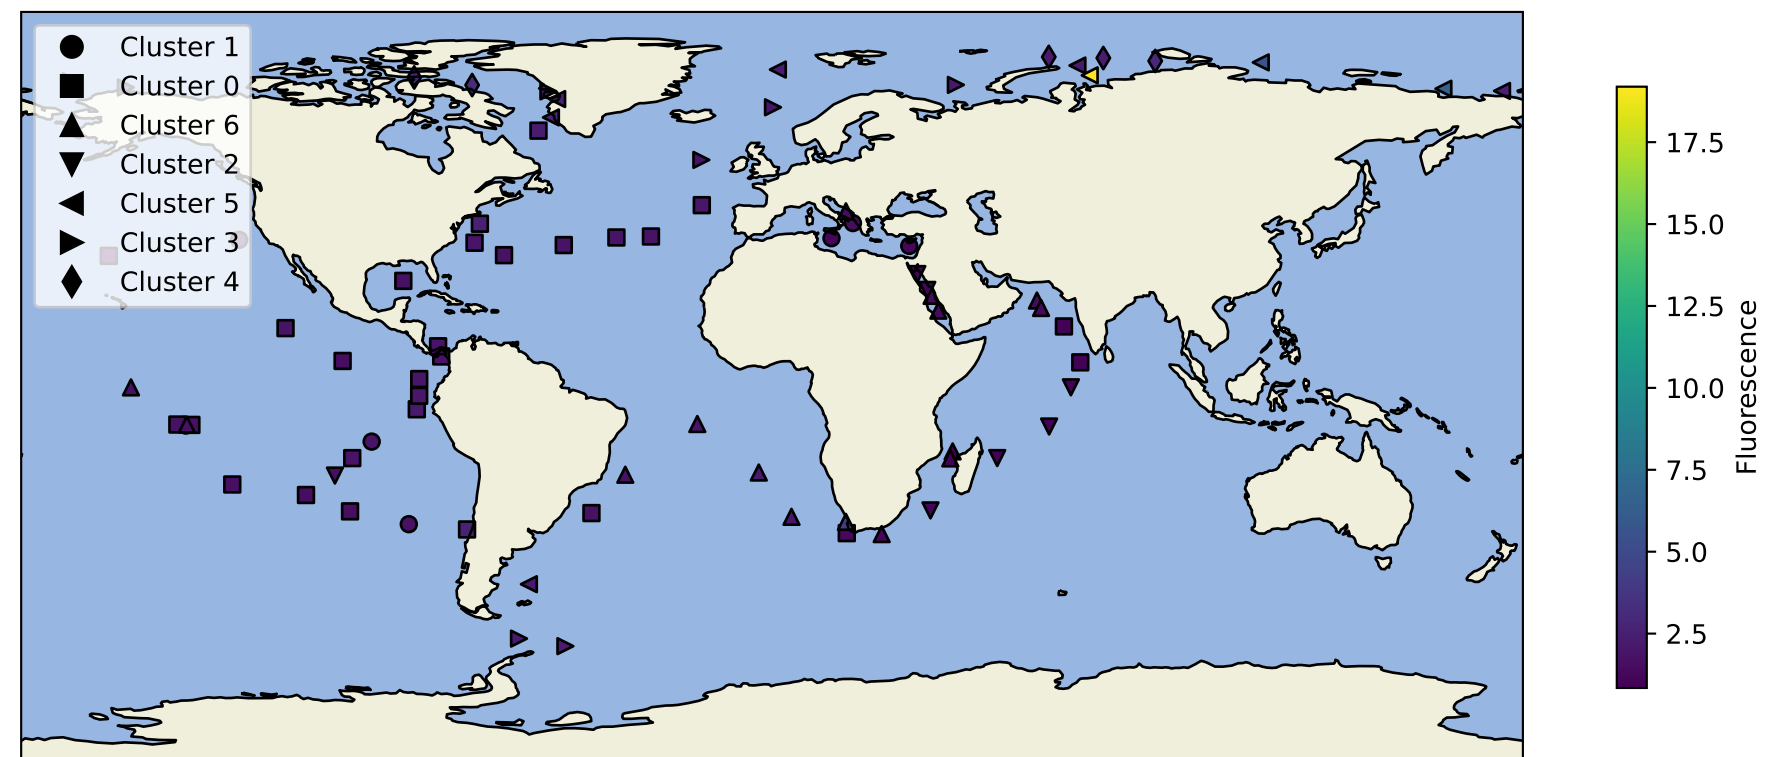 Cluster 1
Cluster 0
Cluster 6
Cluster 2
Cluster 5
Cluster 3
Cluster 4
17.5
15.0
12.5
10.0
7.5
5.0
2.5
Fluorescence